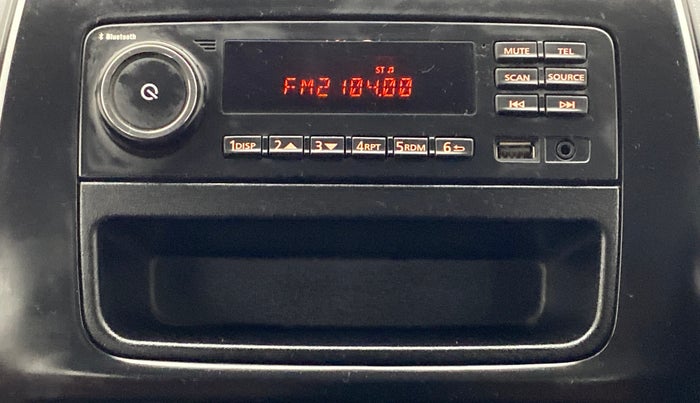 Bluetooth
ST
FM2 104.00
MUTE
TEL
SCAN
SOURCE
1DISP
2
3
4RPT
5RDM
6